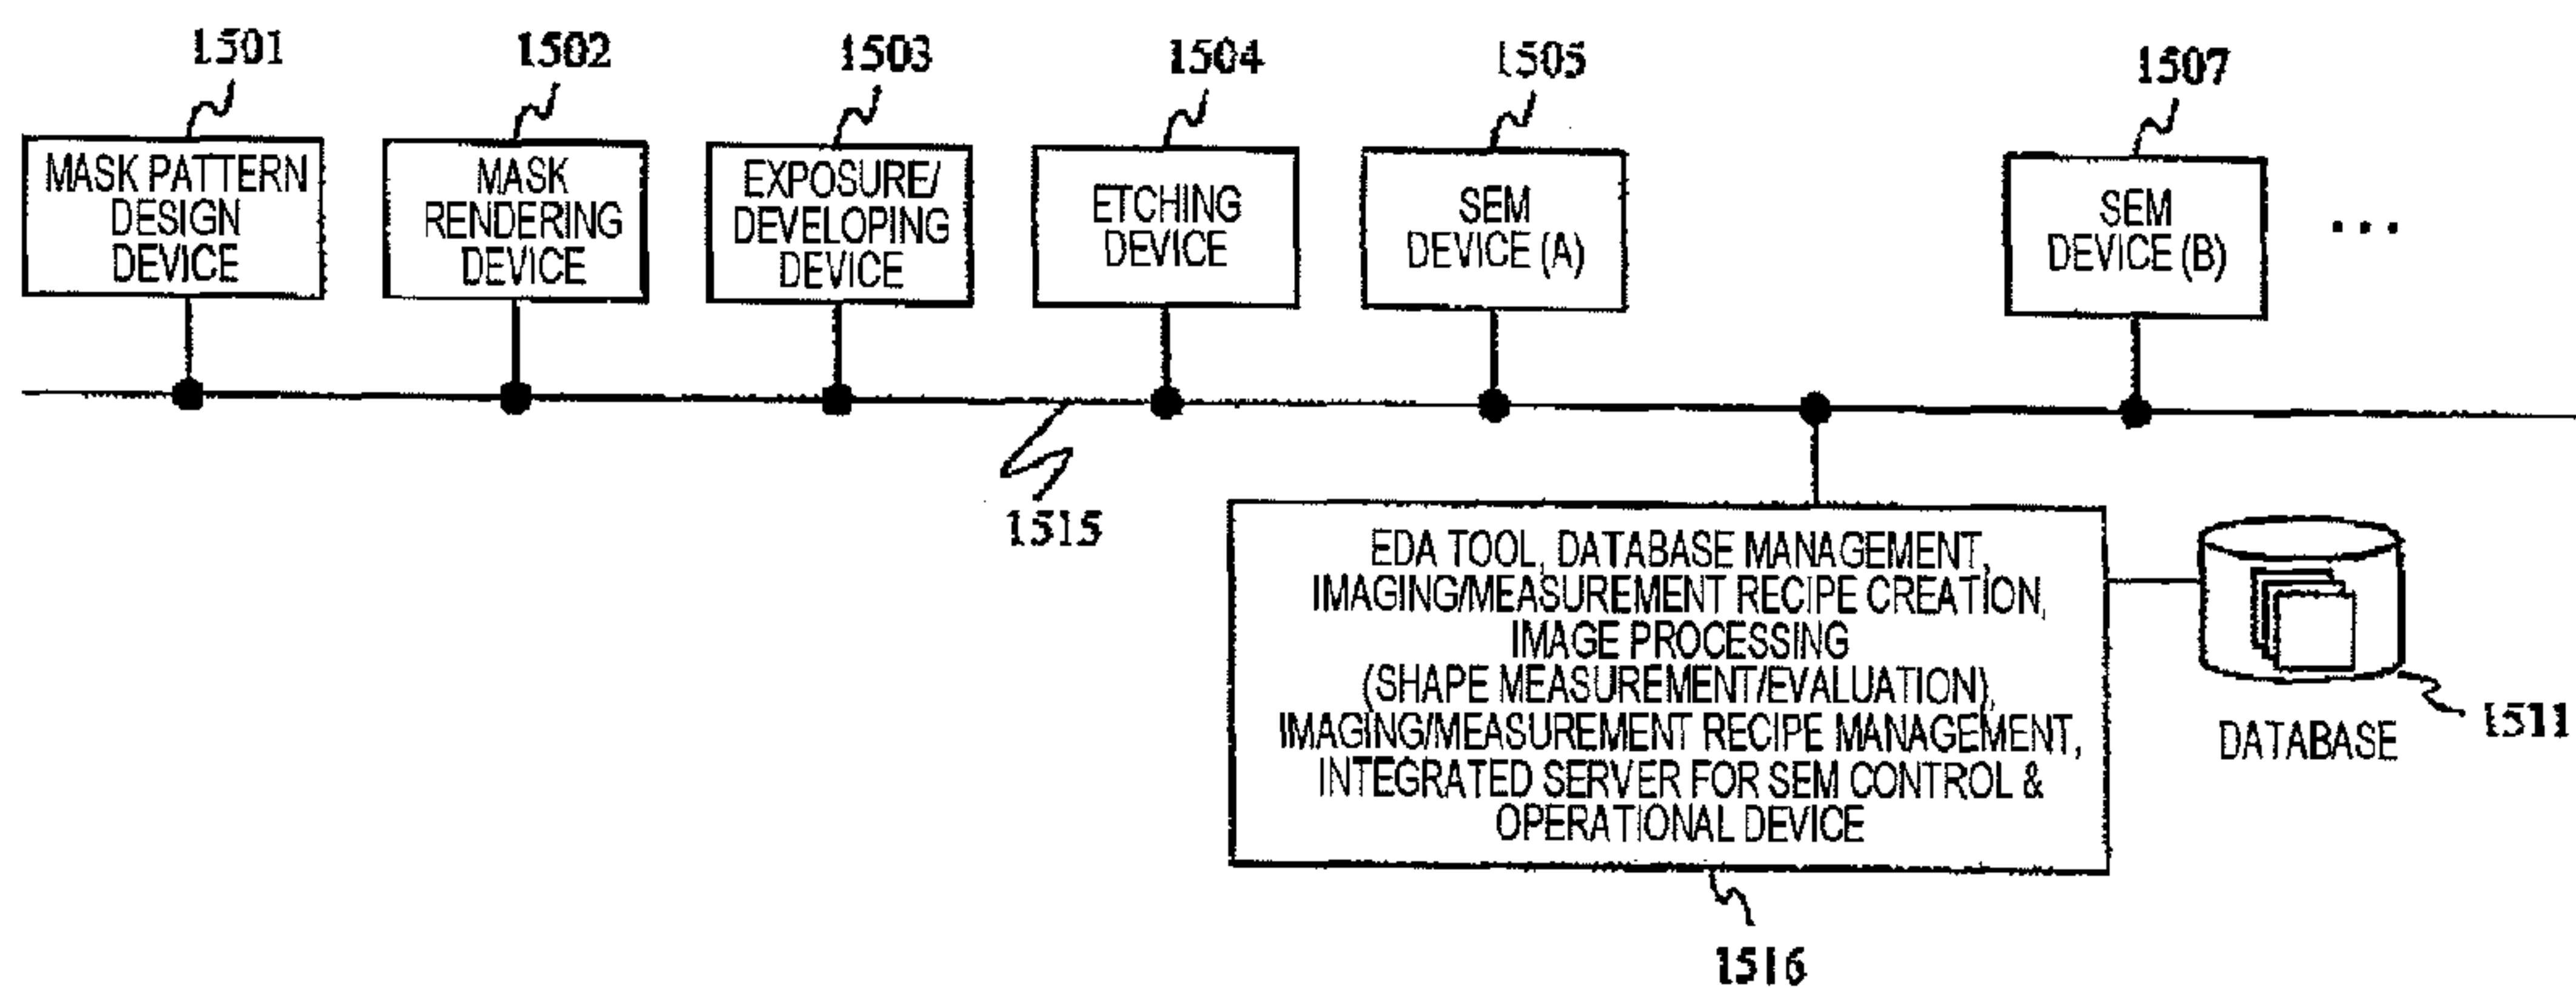 1501
1502
1503
1504
1505
1507
MASK PATTERN
DESIGN
DEVICE
MASK
RENDERING
DEVICE
EXPOSURE/
DEVELOPING
DEVICE
ETCHING
DEVICE
SEM
DEVICE (A)
SEM
DEVICE (B)
...
1515
EDA TOOL, DATABASE MANAGEMENT,
IMAGING/MEASUREMENT RECIPE CREATION,
IMAGE PROCESSING
(SHAPE MEASUREMENT/EVALUATION),
IMAGING/MEASUREMENT RECIPE MANAGEMENT,
INTEGRATED SERVER FOR SEM CONTROL &
OPERATIONAL DEVICE
1511
DATABASE
1516